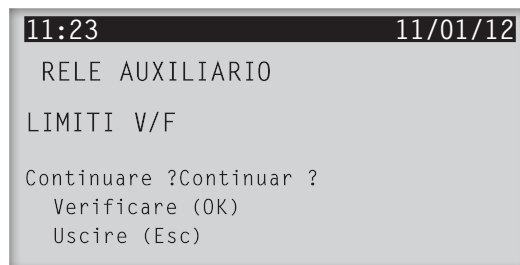 11:23 11/01/12
RELE AUXILIARIO
LIMITI V/F
Continuare ?Continuar ?
Verificare (OK)
Uscire (Esc)